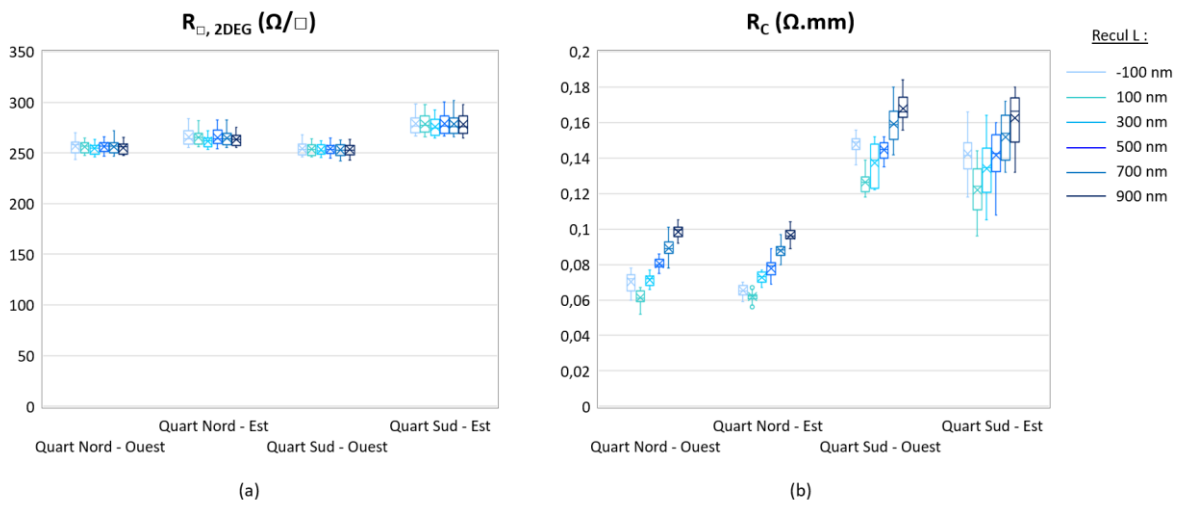 R□, 2DEG (Ω/□)
350
300
250
200
150
100
50
0
Quart Nord - Est
Quart Sud - Est
Quart Nord - Ouest
Quart Sud - Ouest
(a)
RC (Ω.mm)
0,2
0,18
0,16
0,14
0,12
0,1
0,08
0,06
0,04
0,02
0
Quart Nord - Est
Quart Sud - Est
Quart Nord - Ouest
Quart Sud - Ouest
(b)
Recul L :
-100 nm
100 nm
300 nm
500 nm
700 nm
900 nm